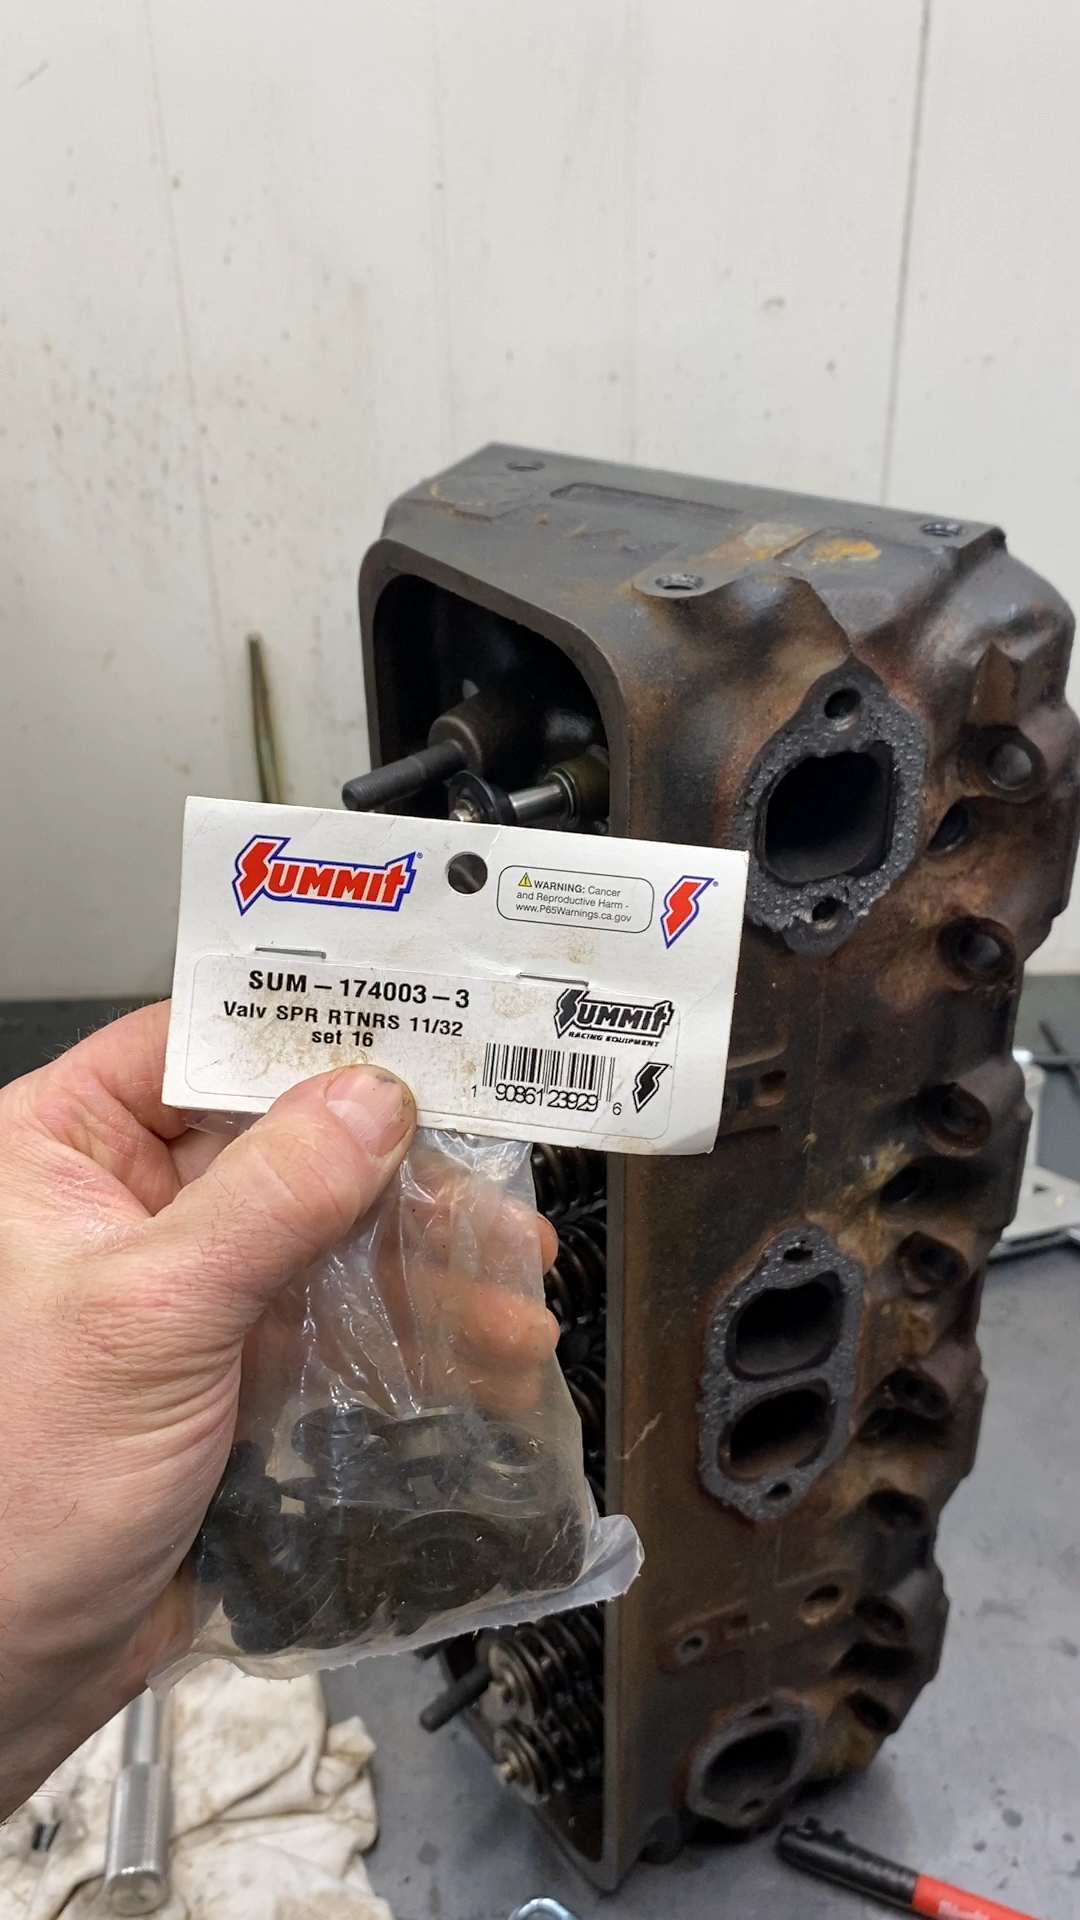 SUMMIT®
⚠WARNING: Cancer
and Reproductive Harm -
www.P65Warnings.ca.gov
SUM-174003-3
Valv SPR RTNRS 11/32
set 16
SUMMIT
RACING EQUIPMENT
1 90861 23929 6